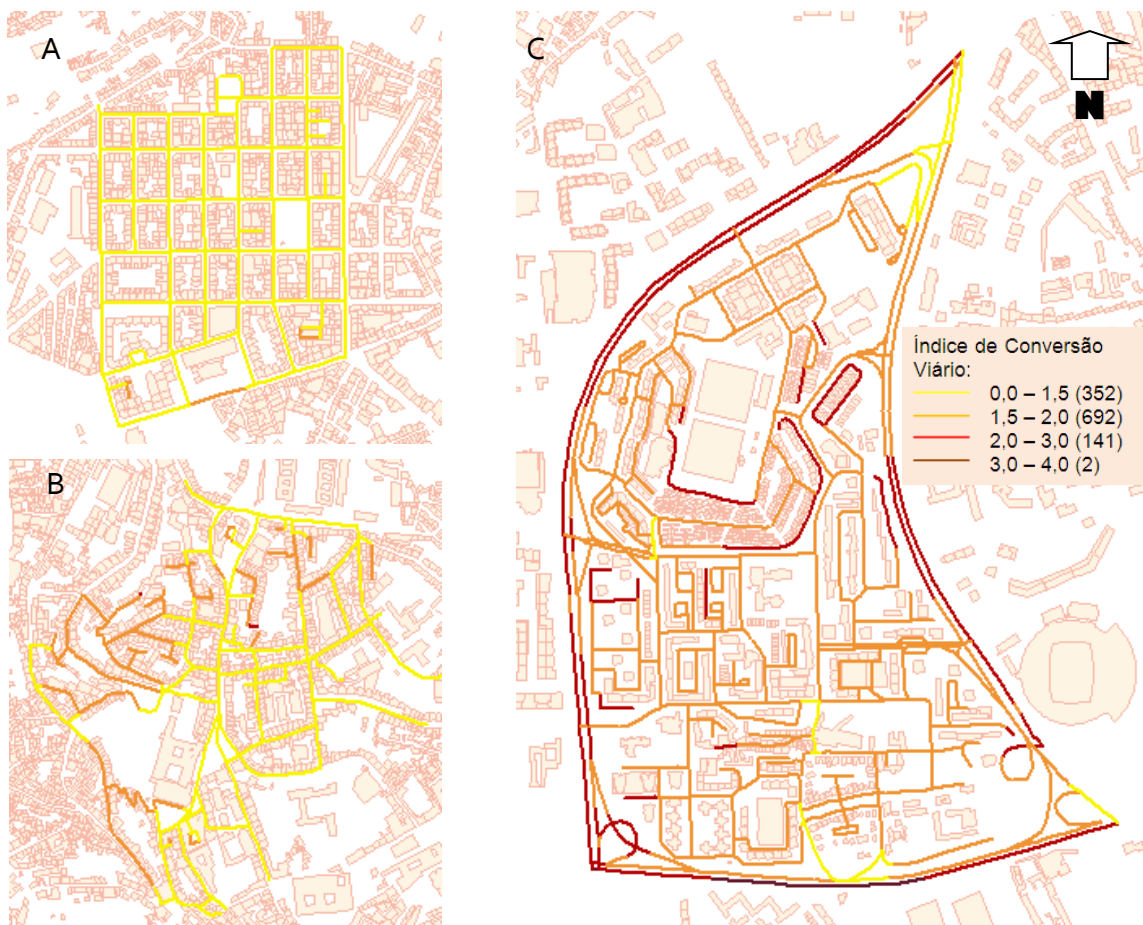 A
B
C
N
Índice de Conversão
Viário:
0,0 – 1,5 (352)
1,5 – 2,0 (692)
2,0 – 3,0 (141)
3,0 – 4,0 (2)